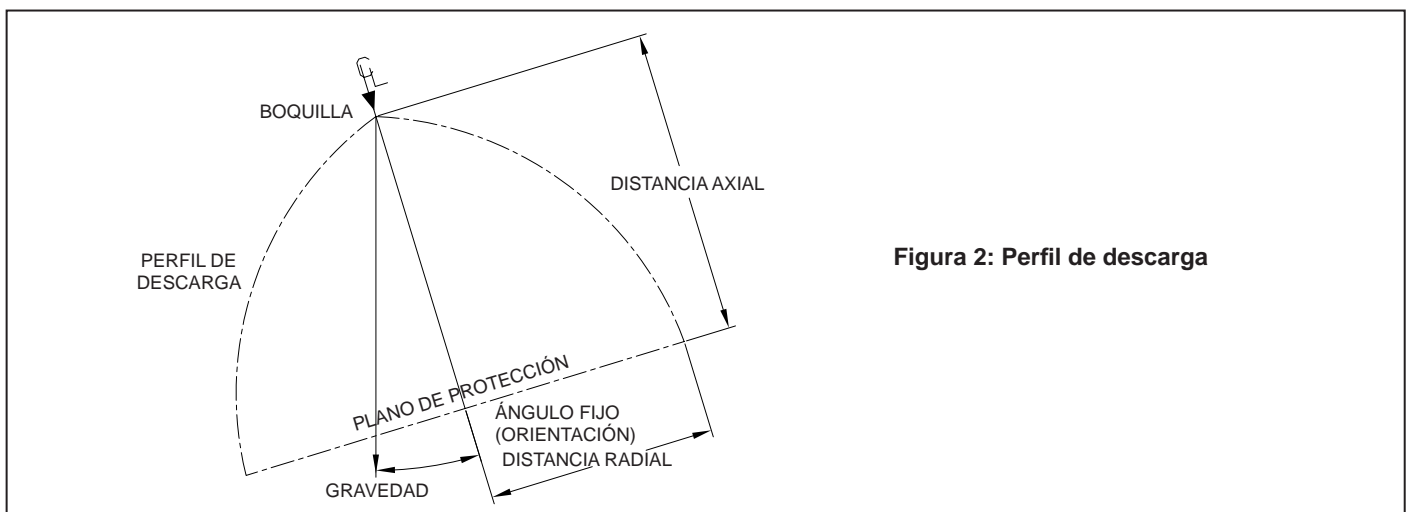 CL
BOQUILLA
DISTANCIA AXIAL
PERFIL DE
DESCARGA
Figura 2: Perfil de descarga
PLANO DE PROTECCIÓN
ÁNGULO FIJO
(ORIENTACIÓN)
DISTANCIA RADIAL
GRAVEDAD